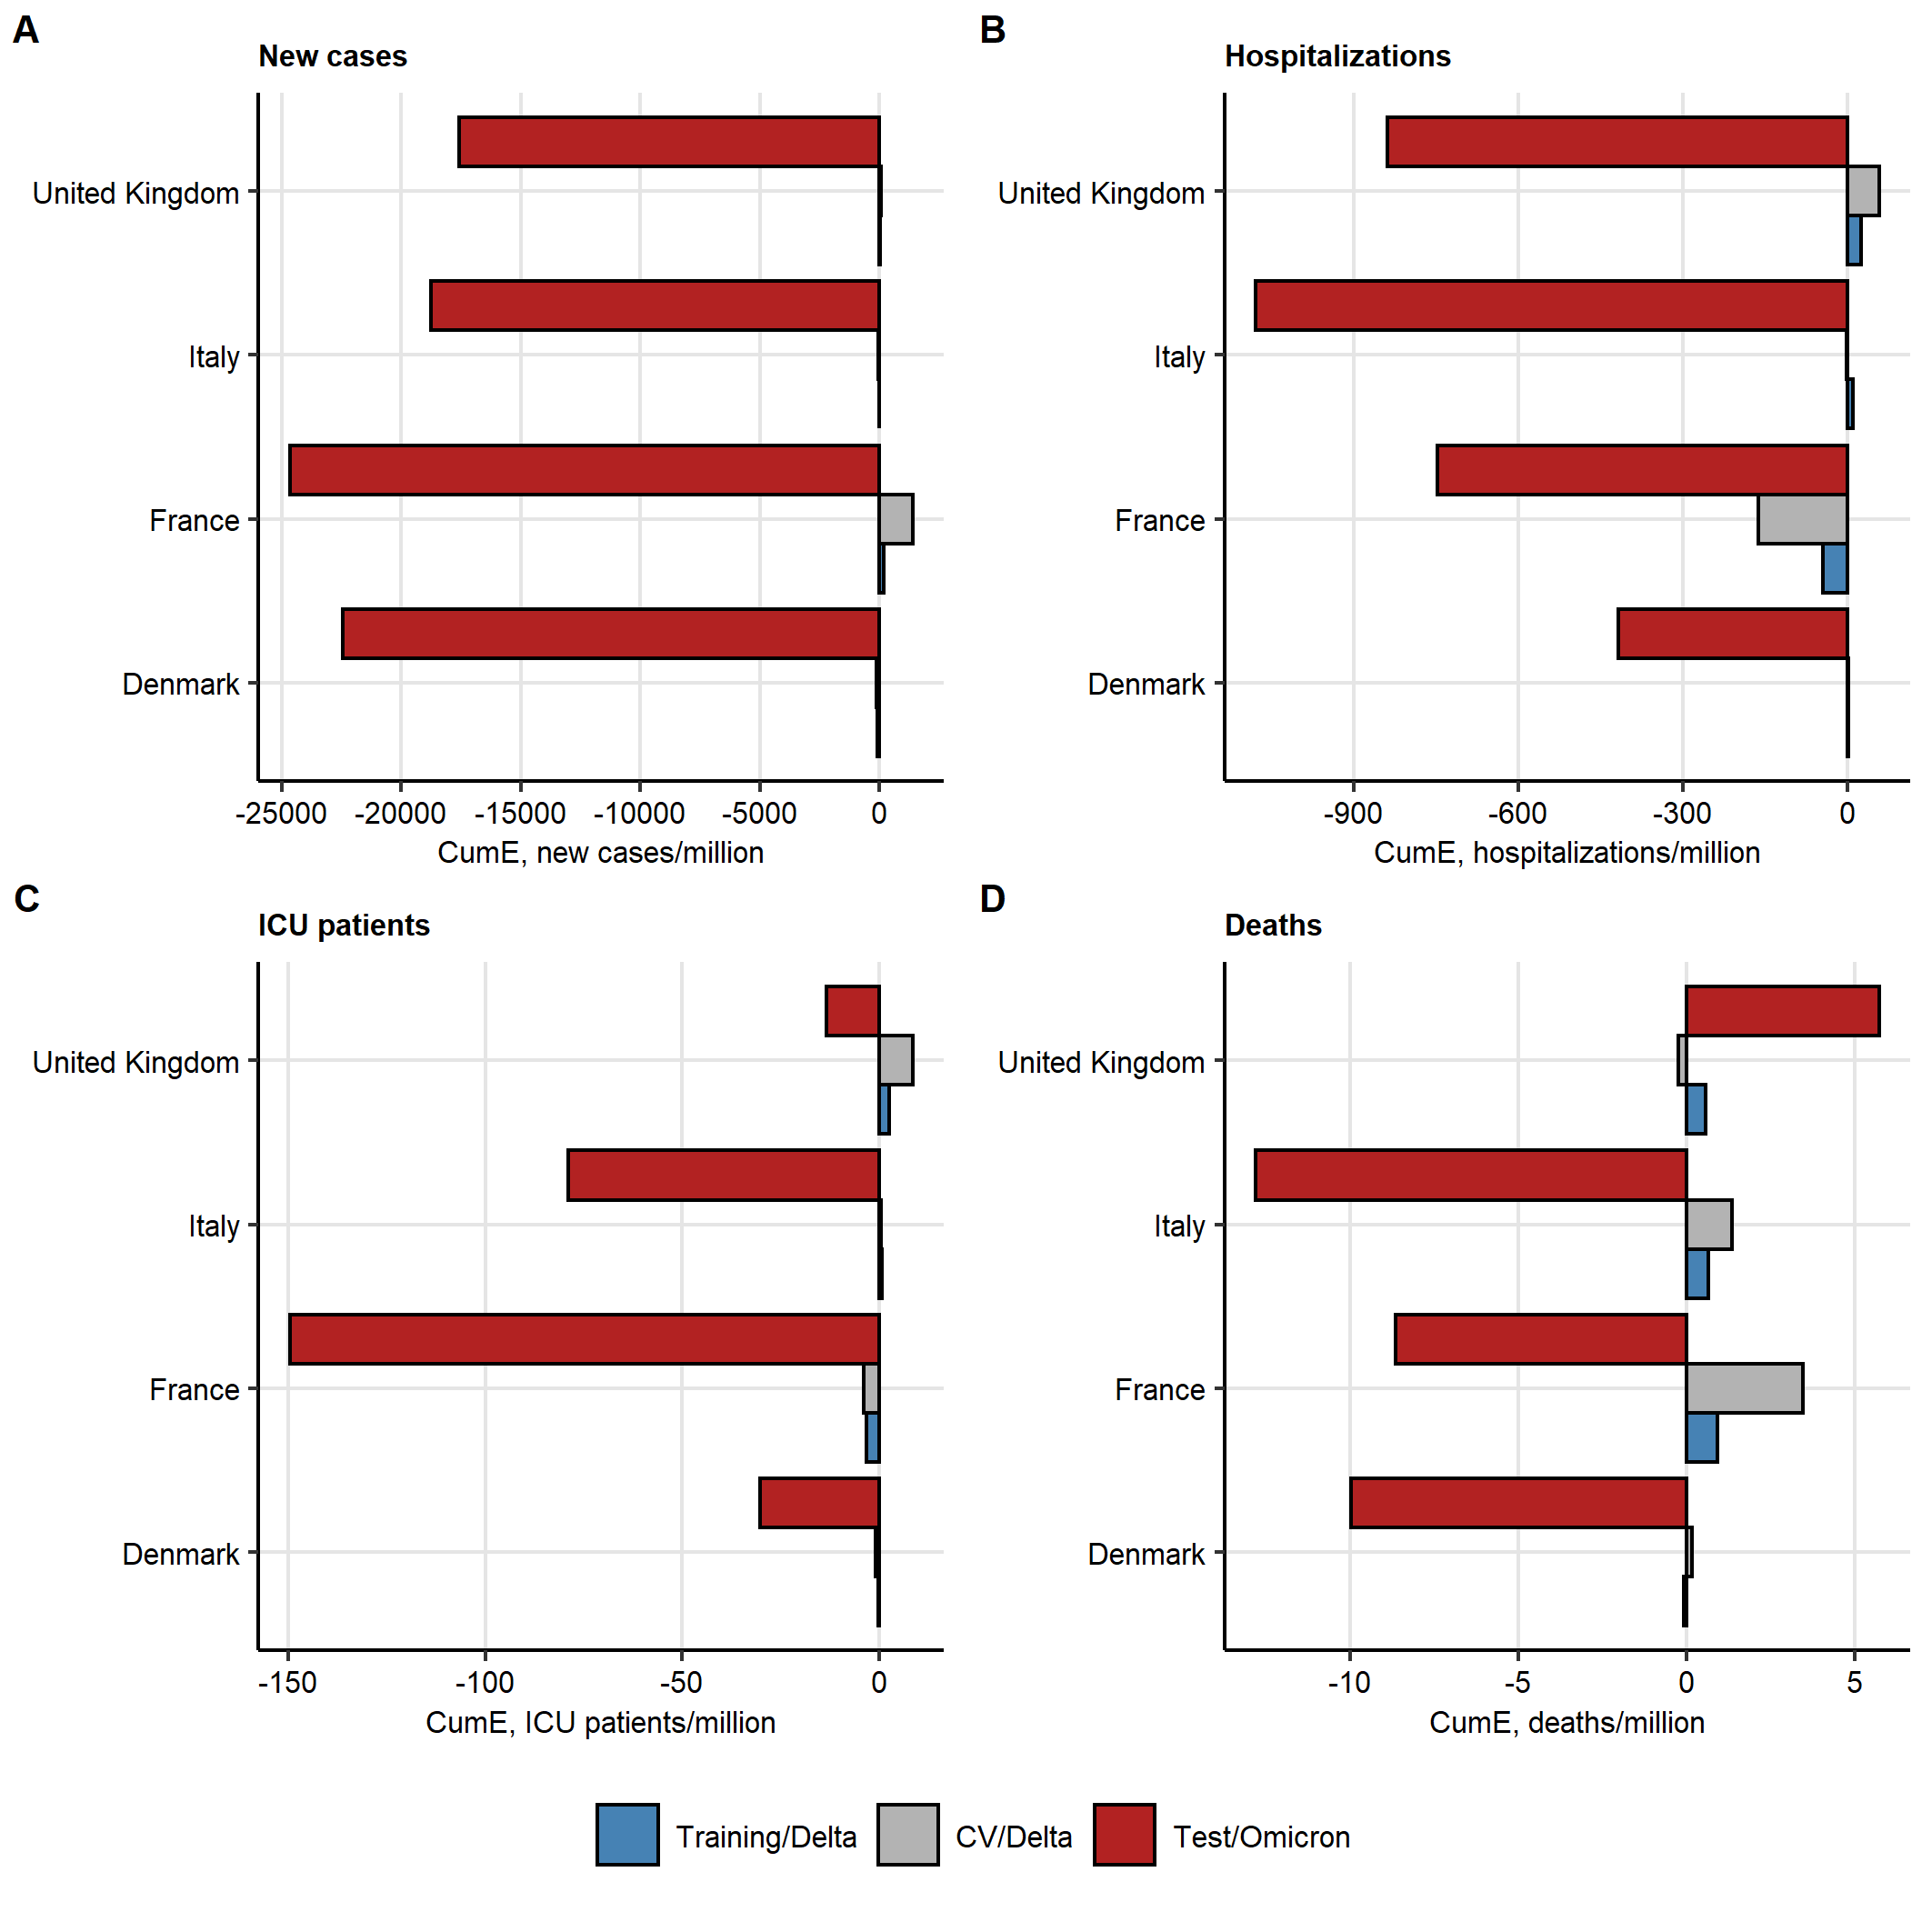 A
New cases
United Kingdom
Italy
France
Denmark
-25000 -20000 -15000 -10000 -5000 0
CumE, new cases/million
B
Hospitalizations
United Kingdom
Italy
France
Denmark
-900 -600 -300 0
CumE, hospitalizations/million
C
ICU patients
United Kingdom
Italy
France
Denmark
-150 -100 -50 0
CumE, ICU patients/million
D
Deaths
United Kingdom
Italy
France
Denmark
-10 -5 0 5
CumE, deaths/million
Training/Delta CV/Delta Test/Omicron